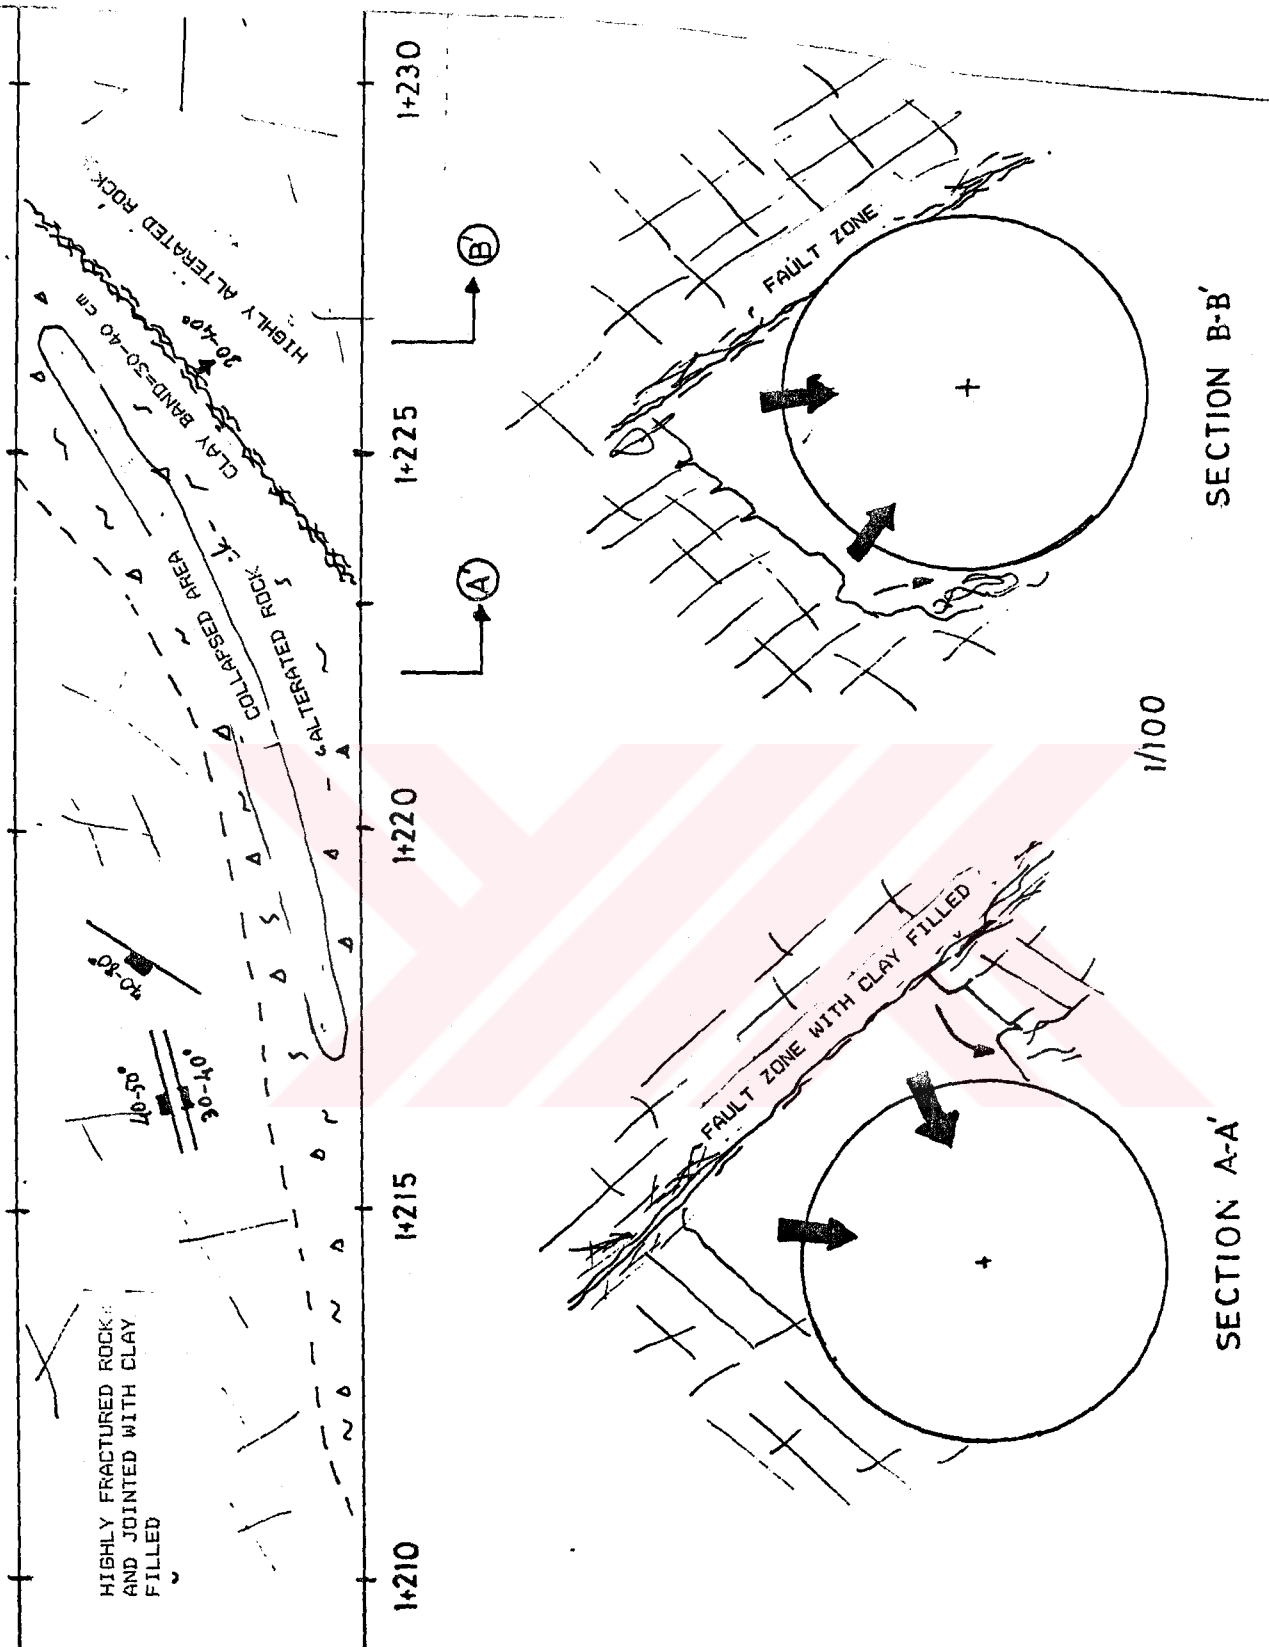 HIGHLY FRACTURED ROCK
AND JOINTED WITH CLAY
FILLED
40-50°
30-40°
70-80°
COLLAPSED AREA
ALTERATED ROCK
CLAY BAND=30-40 cm
30-40°
HIGHLY ALTERATED ROCK
1+210
1+215
1+220
1+225
1+230
A'
B'
FAULT ZONE WITH CLAY FILLED
FAULT ZONE
SECTION A-A'
1/100
SECTION B-B'